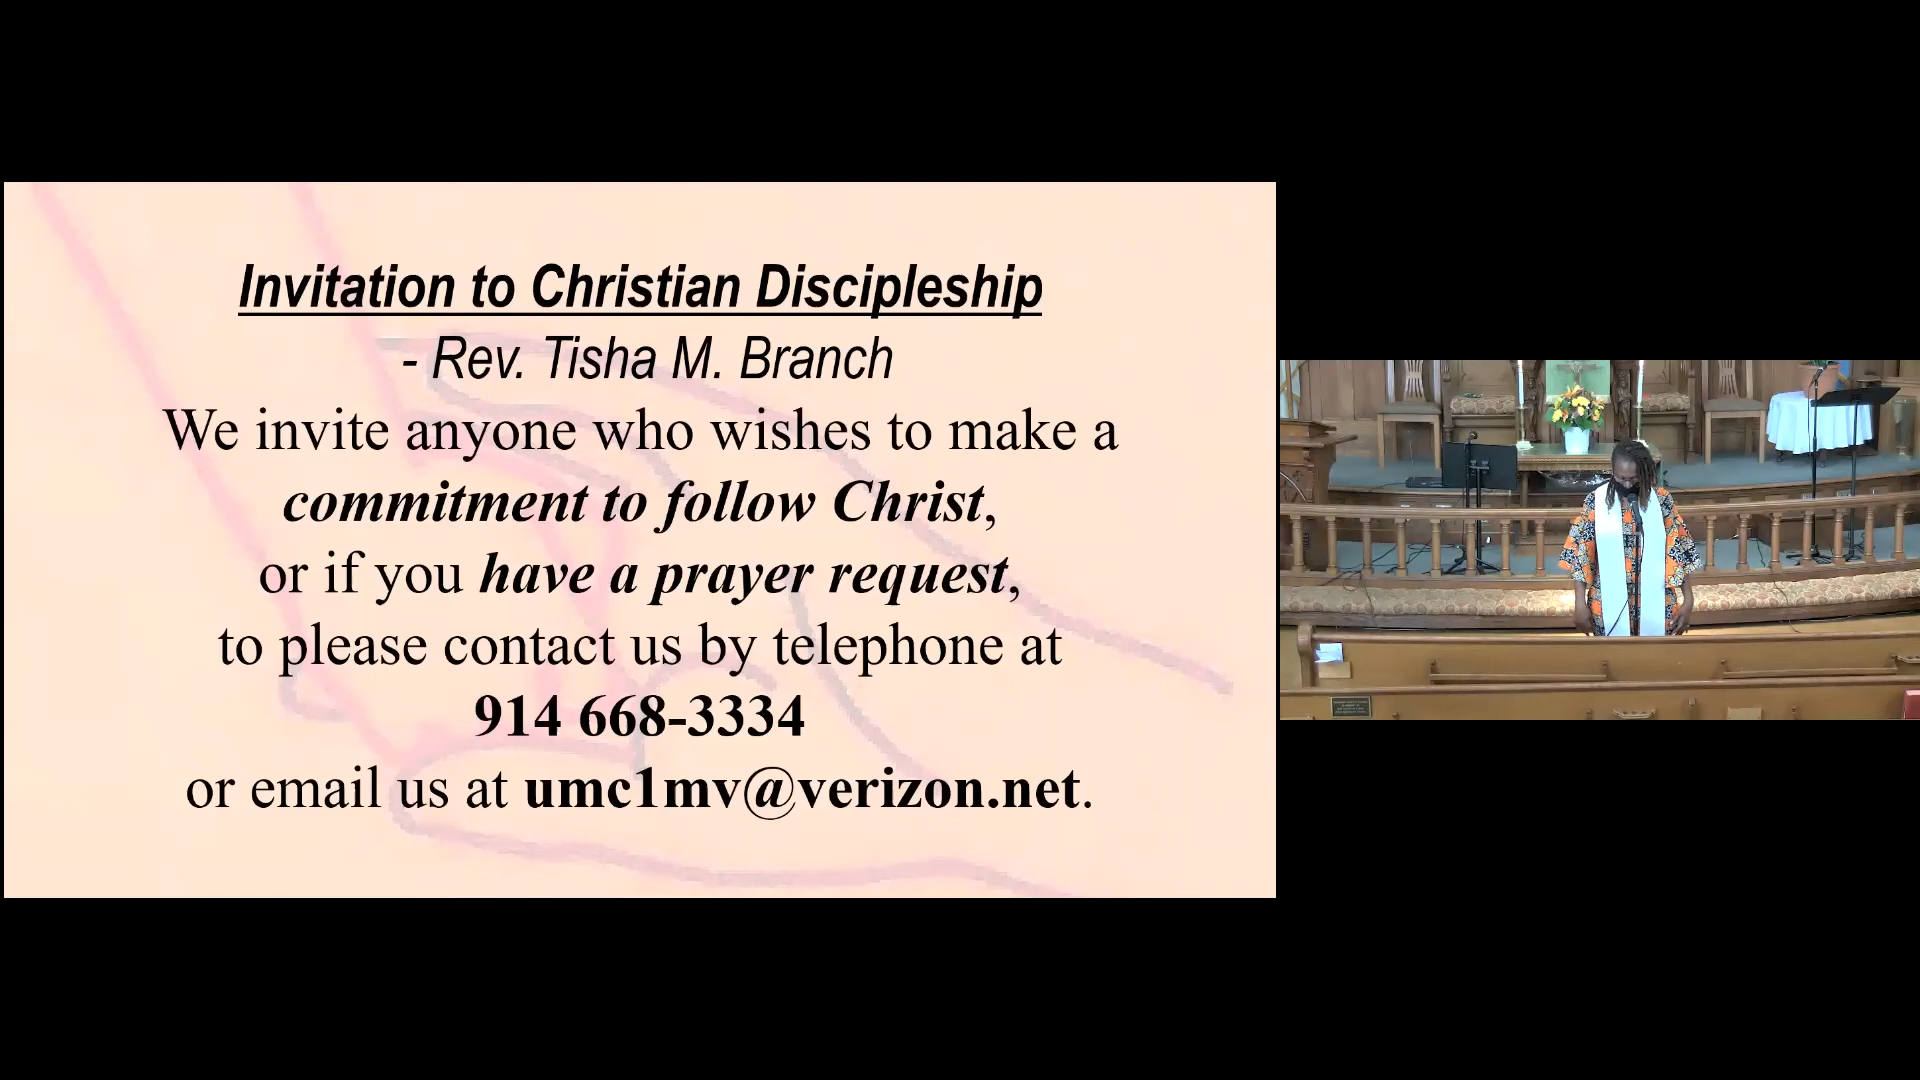 Invitation to Christian Discipleship
- Rev. Tisha M. Branch
We invite anyone who wishes to make a
commitment to follow Christ,
or if you have a prayer request,
to please contact us by telephone at
914 668-3334
or email us at umc1mv@verizon.net.